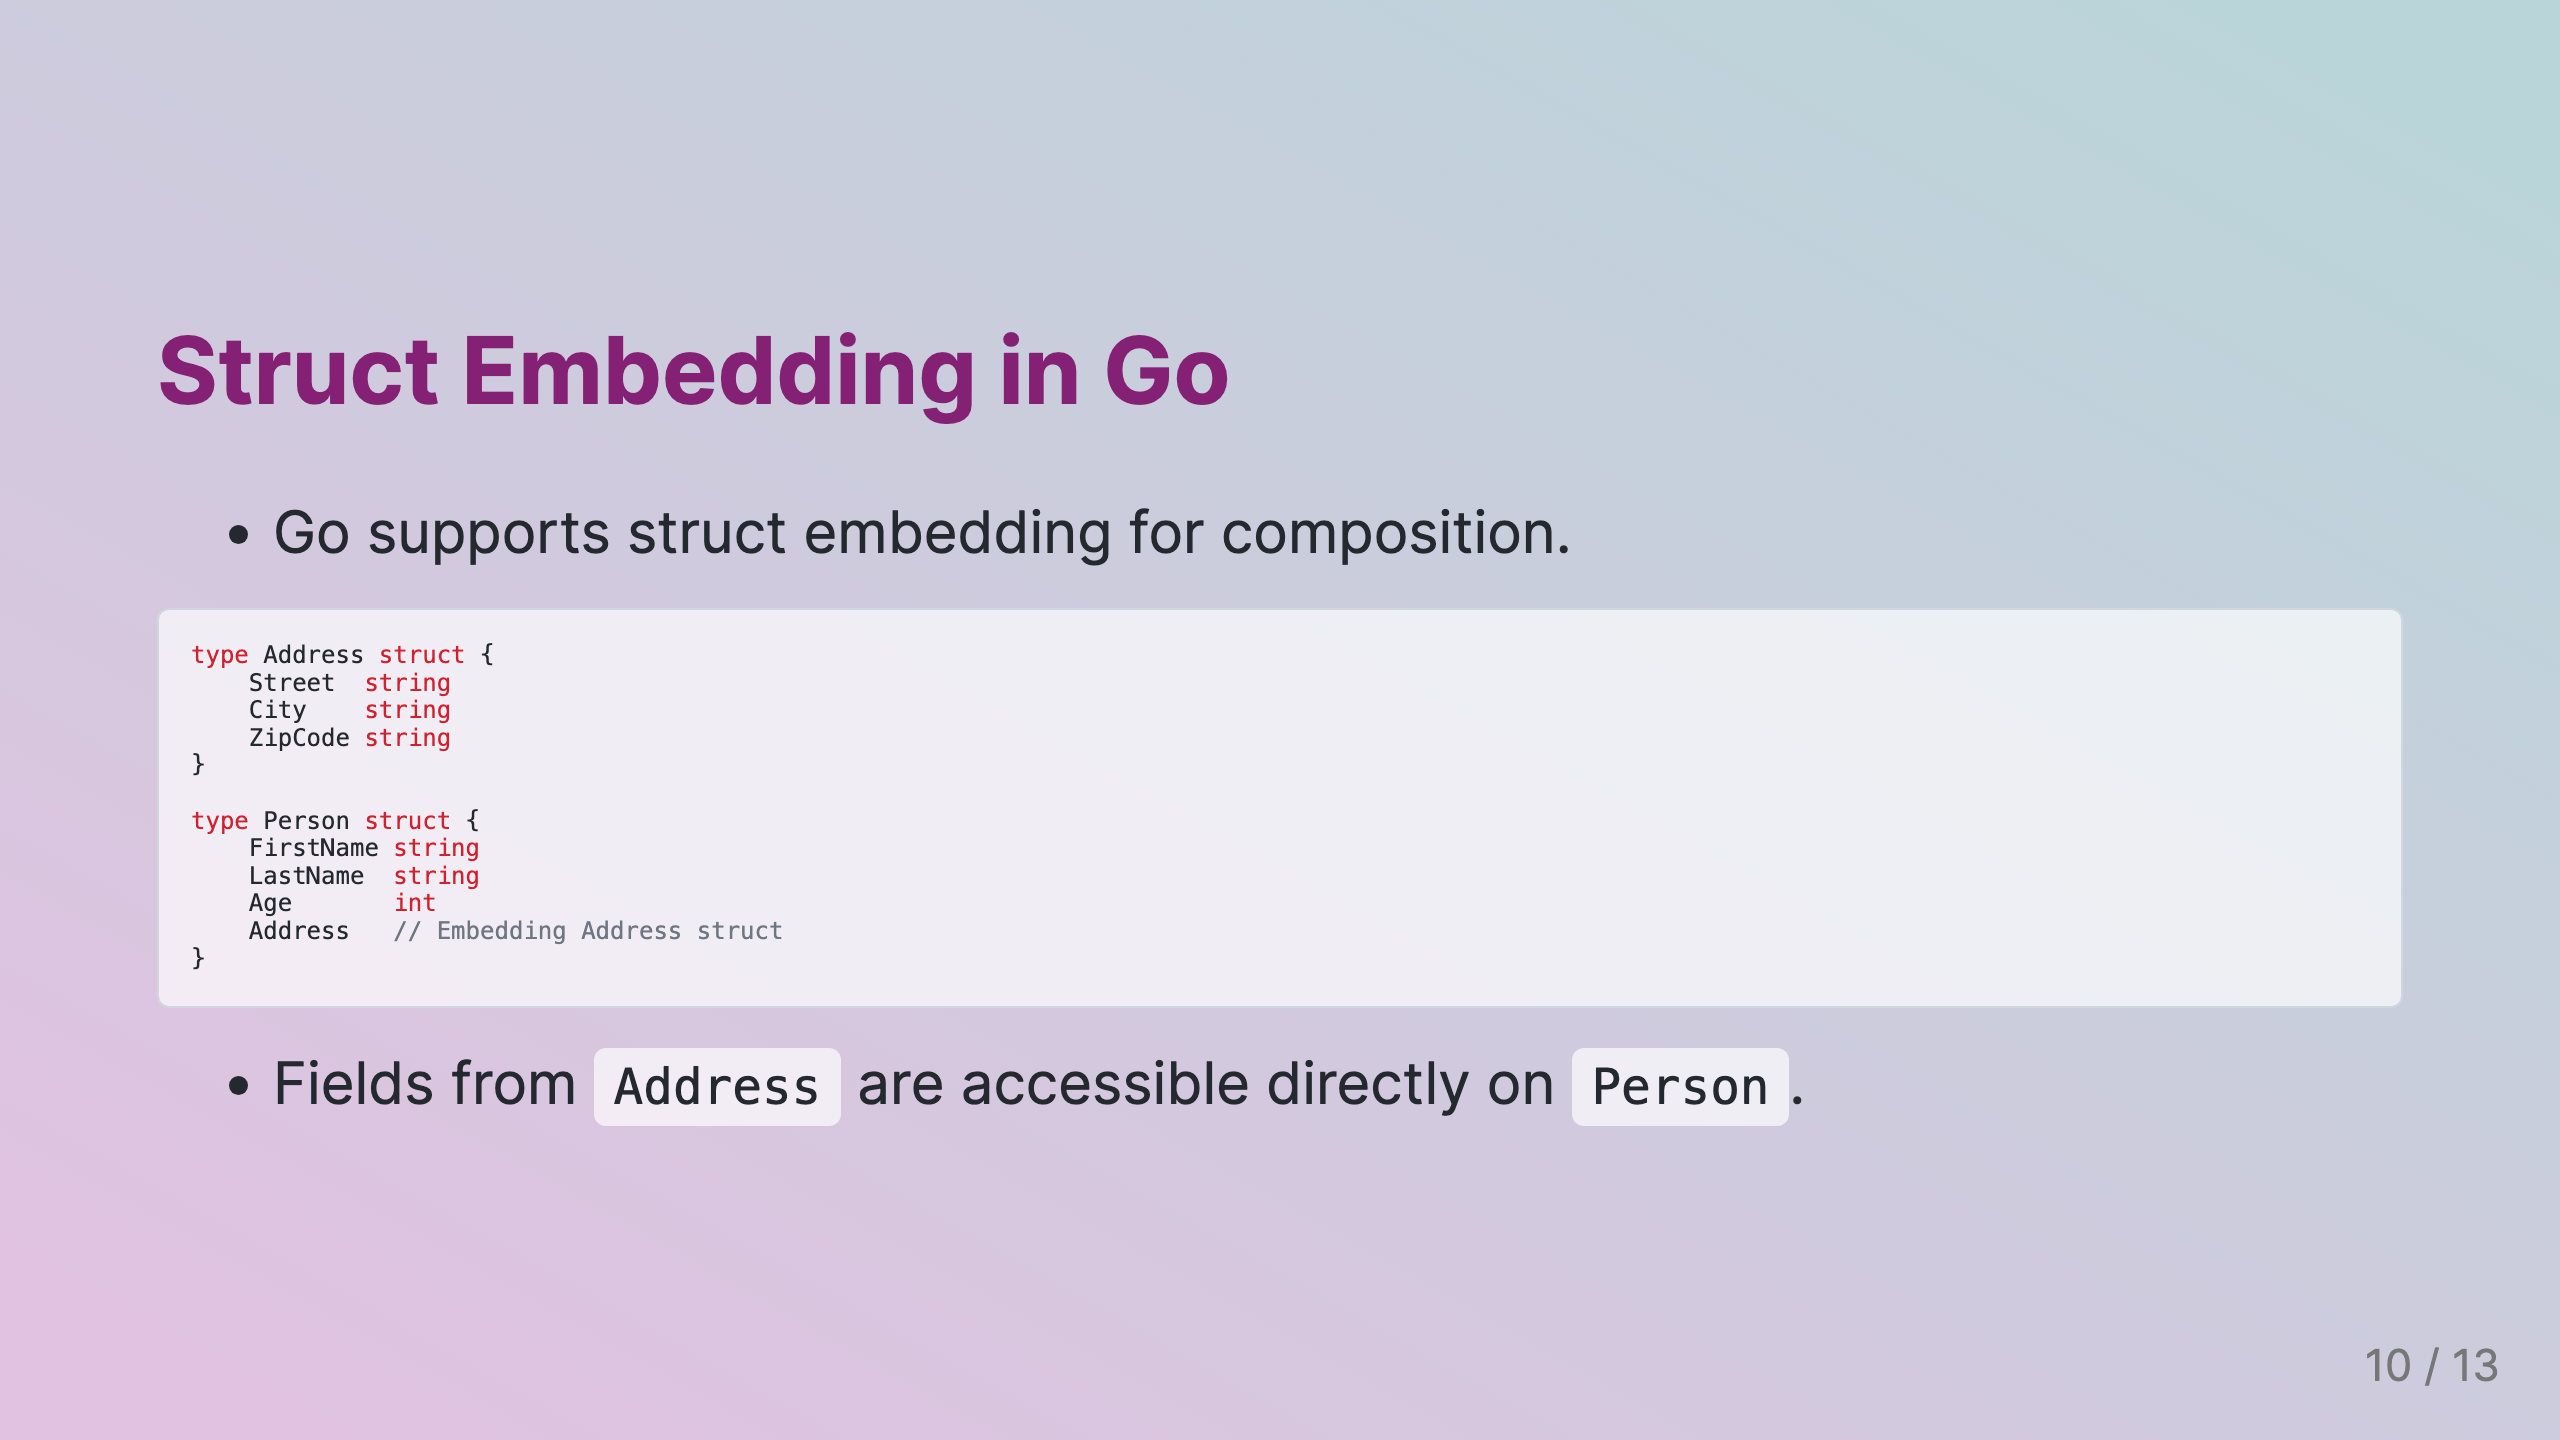 Struct Embedding in Go
• Go supports struct embedding for composition.
type Address struct {
    Street  string
    City    string
    ZipCode string
}
type Person struct {
    FirstName string
    LastName  string
    Age       int
    Address   // Embedding Address struct
}
• Fields from Address are accessible directly on Person.
10 / 13